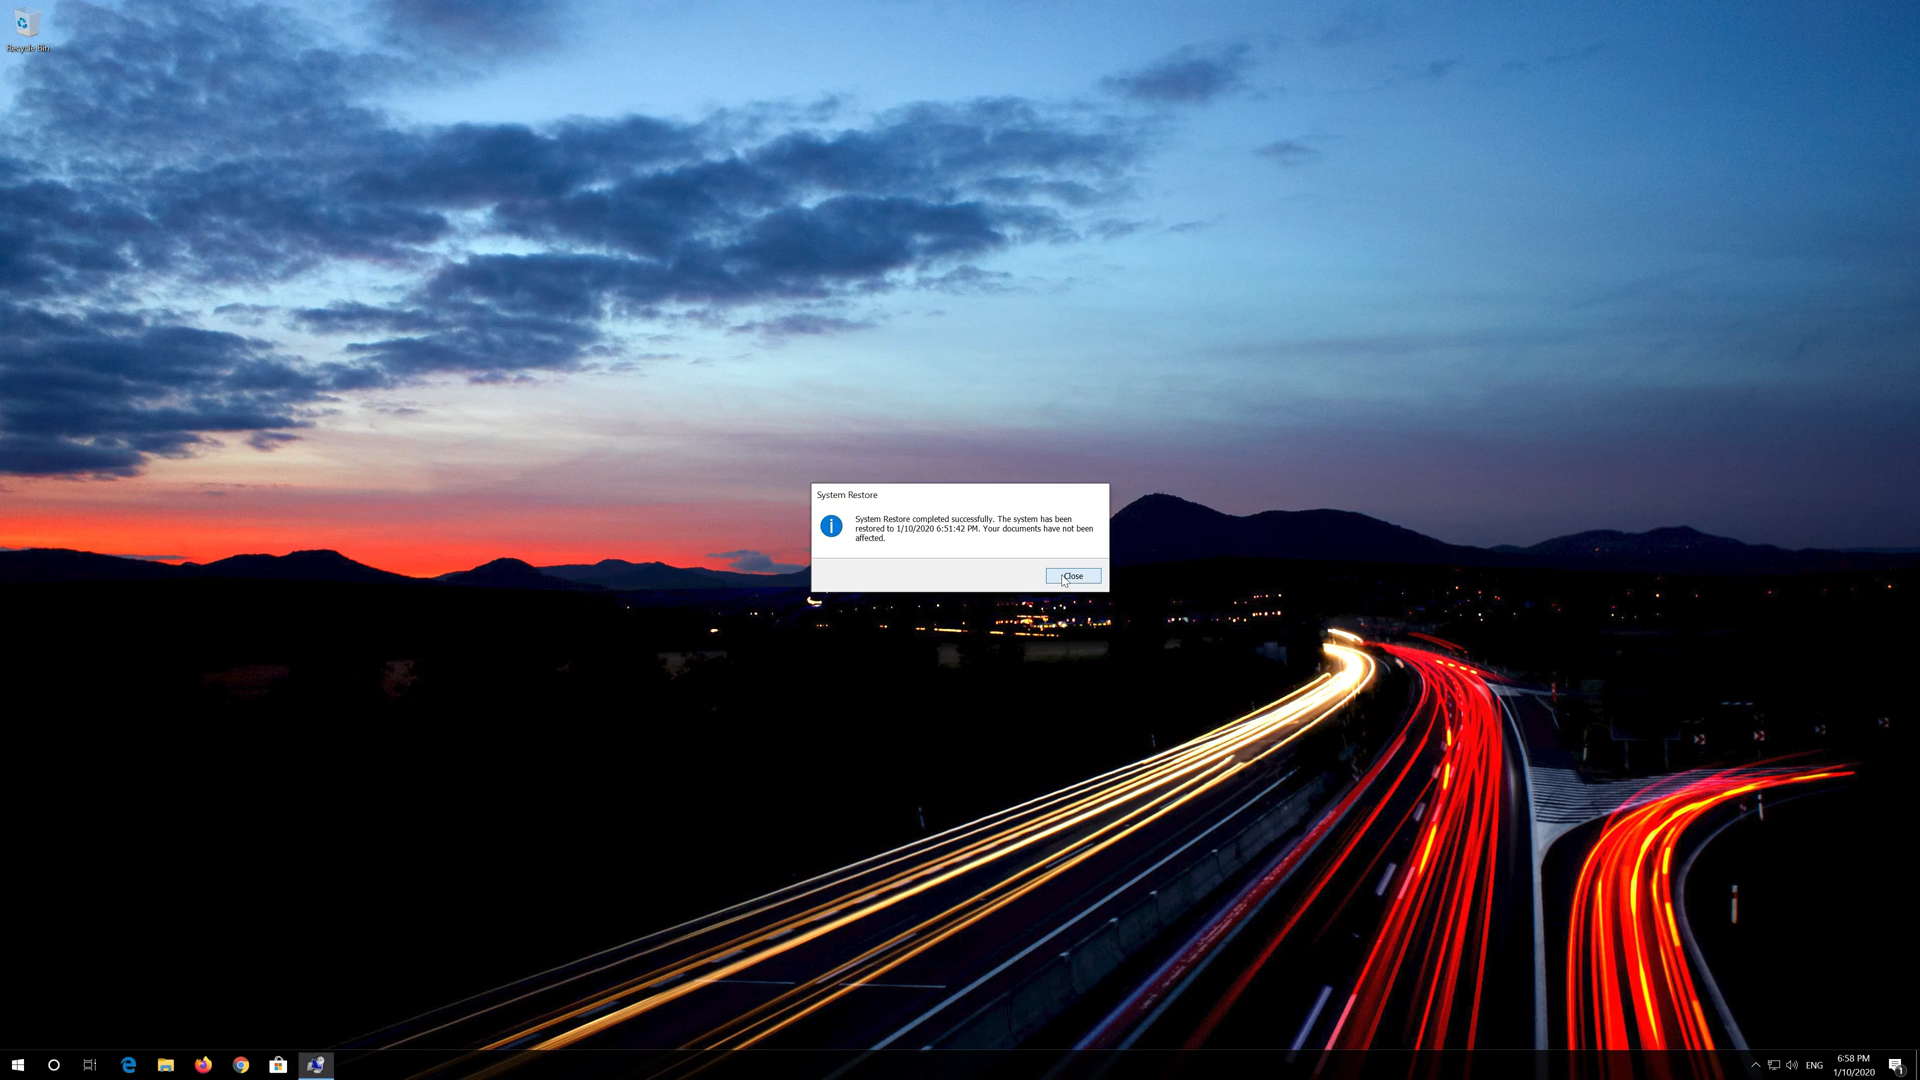 Recycle Bin
System Restore
System Restore completed successfully. The system has been
restored to 1/10/2020 6:51:42 PM. Your documents have not been
affected.
Close
ENG
6:58 PM
1/10/2020
1